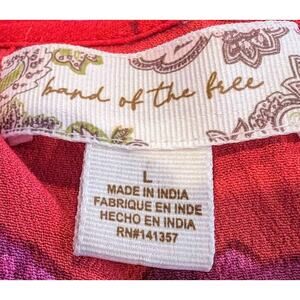 band of the free
L
MADE IN INDIA
FABRIQUE EN INDE
HECHO EN INDIA
RN#141357